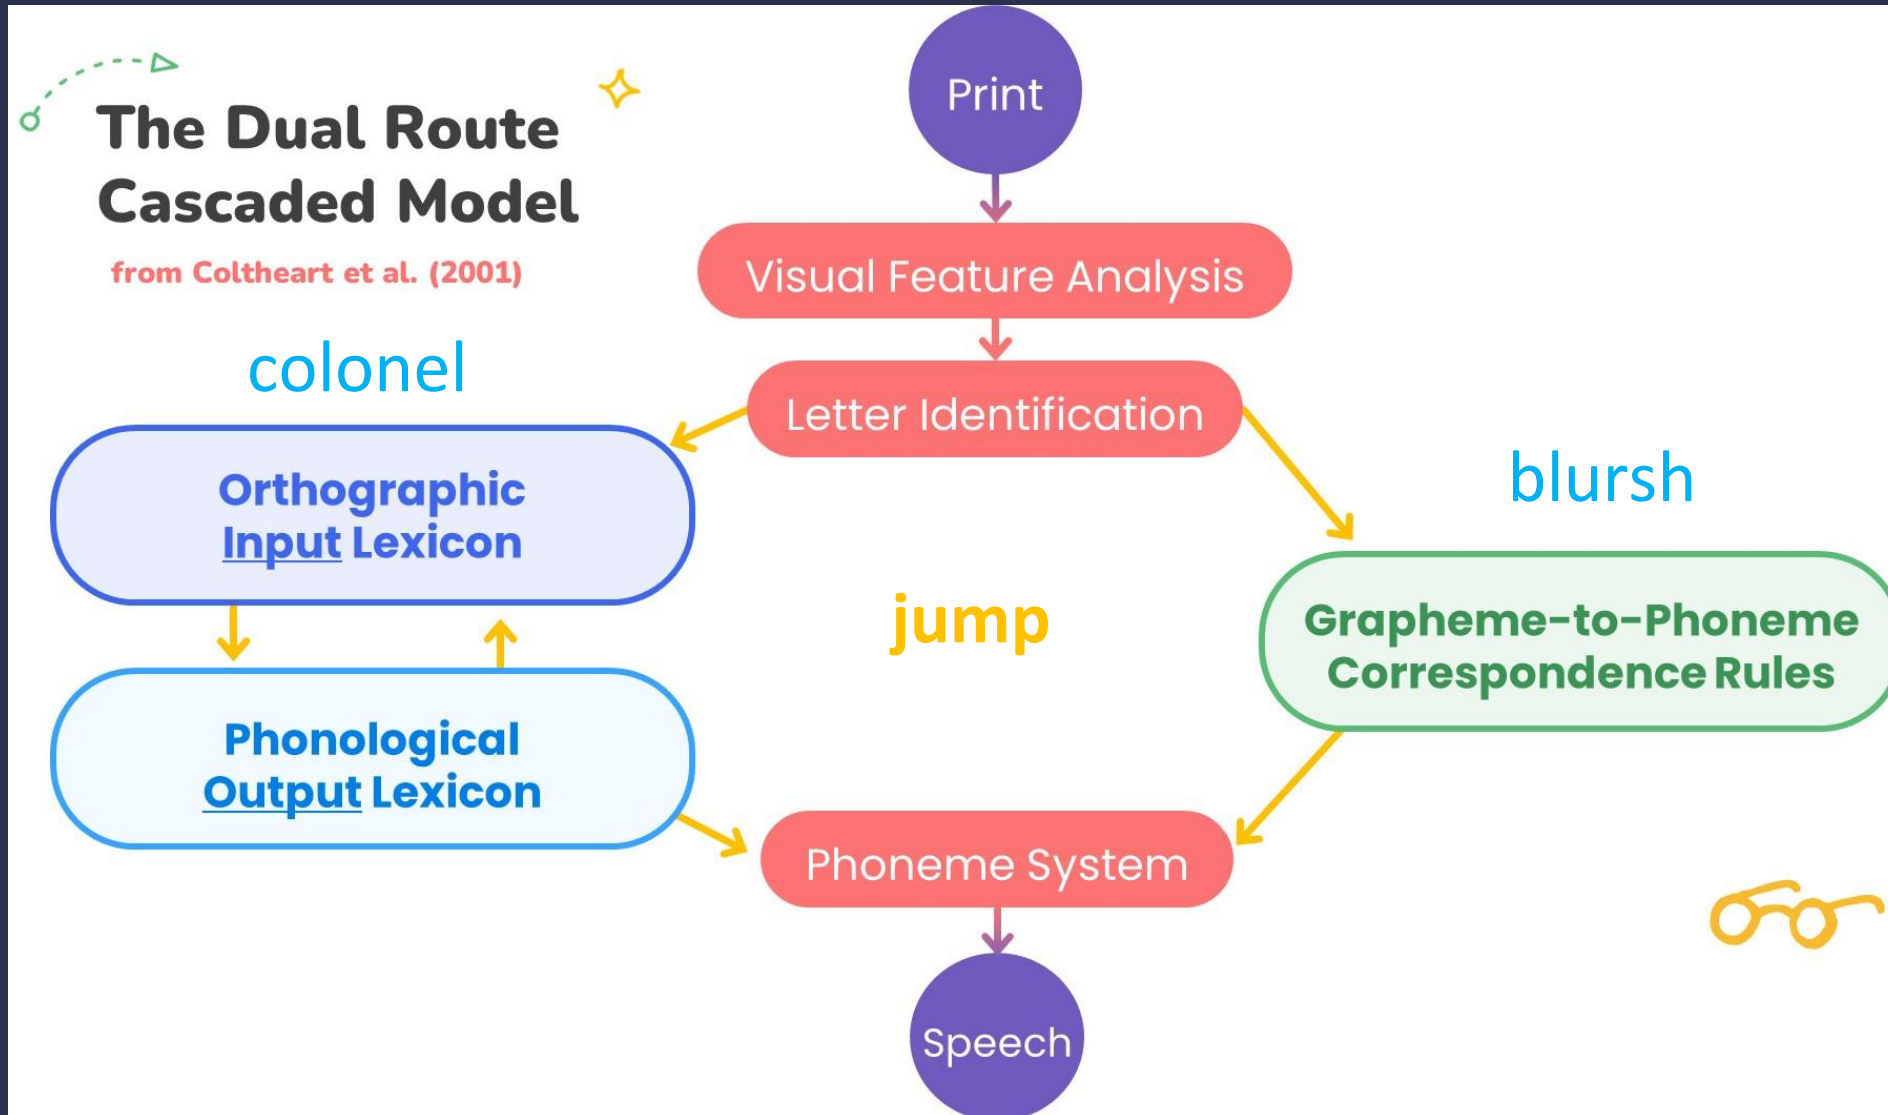 Print
The Dual Route
Cascaded Model
from Coltheart et al. (2001)
Visual Feature Analysis
colonel
Letter Identification
blursh
Orthographic
Input Lexicon
jump
Grapheme-to-Phoneme
Correspondence Rules
Phonological
Output Lexicon
Phoneme System
Speech